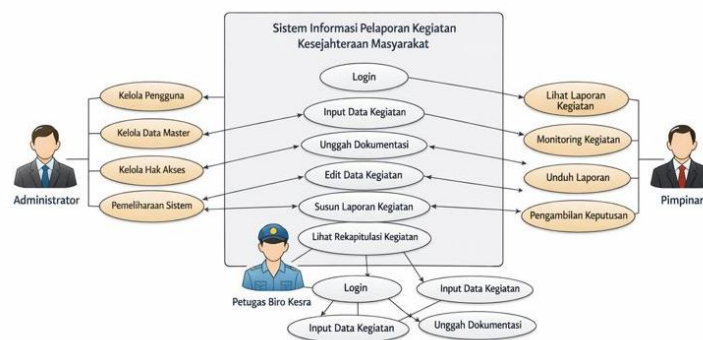 Sistem Informasi Pelaporan Kegiatan
Kesejahteraan Masyarakat
Login
Input Data Kegiatan
Unggah Dokumentasi
Edit Data Kegiatan
Susun Laporan Kegiatan
Lihat Rekapitulasi Kegiatan
Kelola Pengguna
Kelola Data Master
Kelola Hak Akses
Pemeliharaan Sistem
Administrator
Lihat Laporan
Kegiatan
Monitoring Kegiatan
Unduh Laporan
Pengambilan Keputusan
Pimpinan
Petugas Biro Kesra
Login
Input Data Kegiatan
Input Data Kegiatan
Unggah Dokumentasi